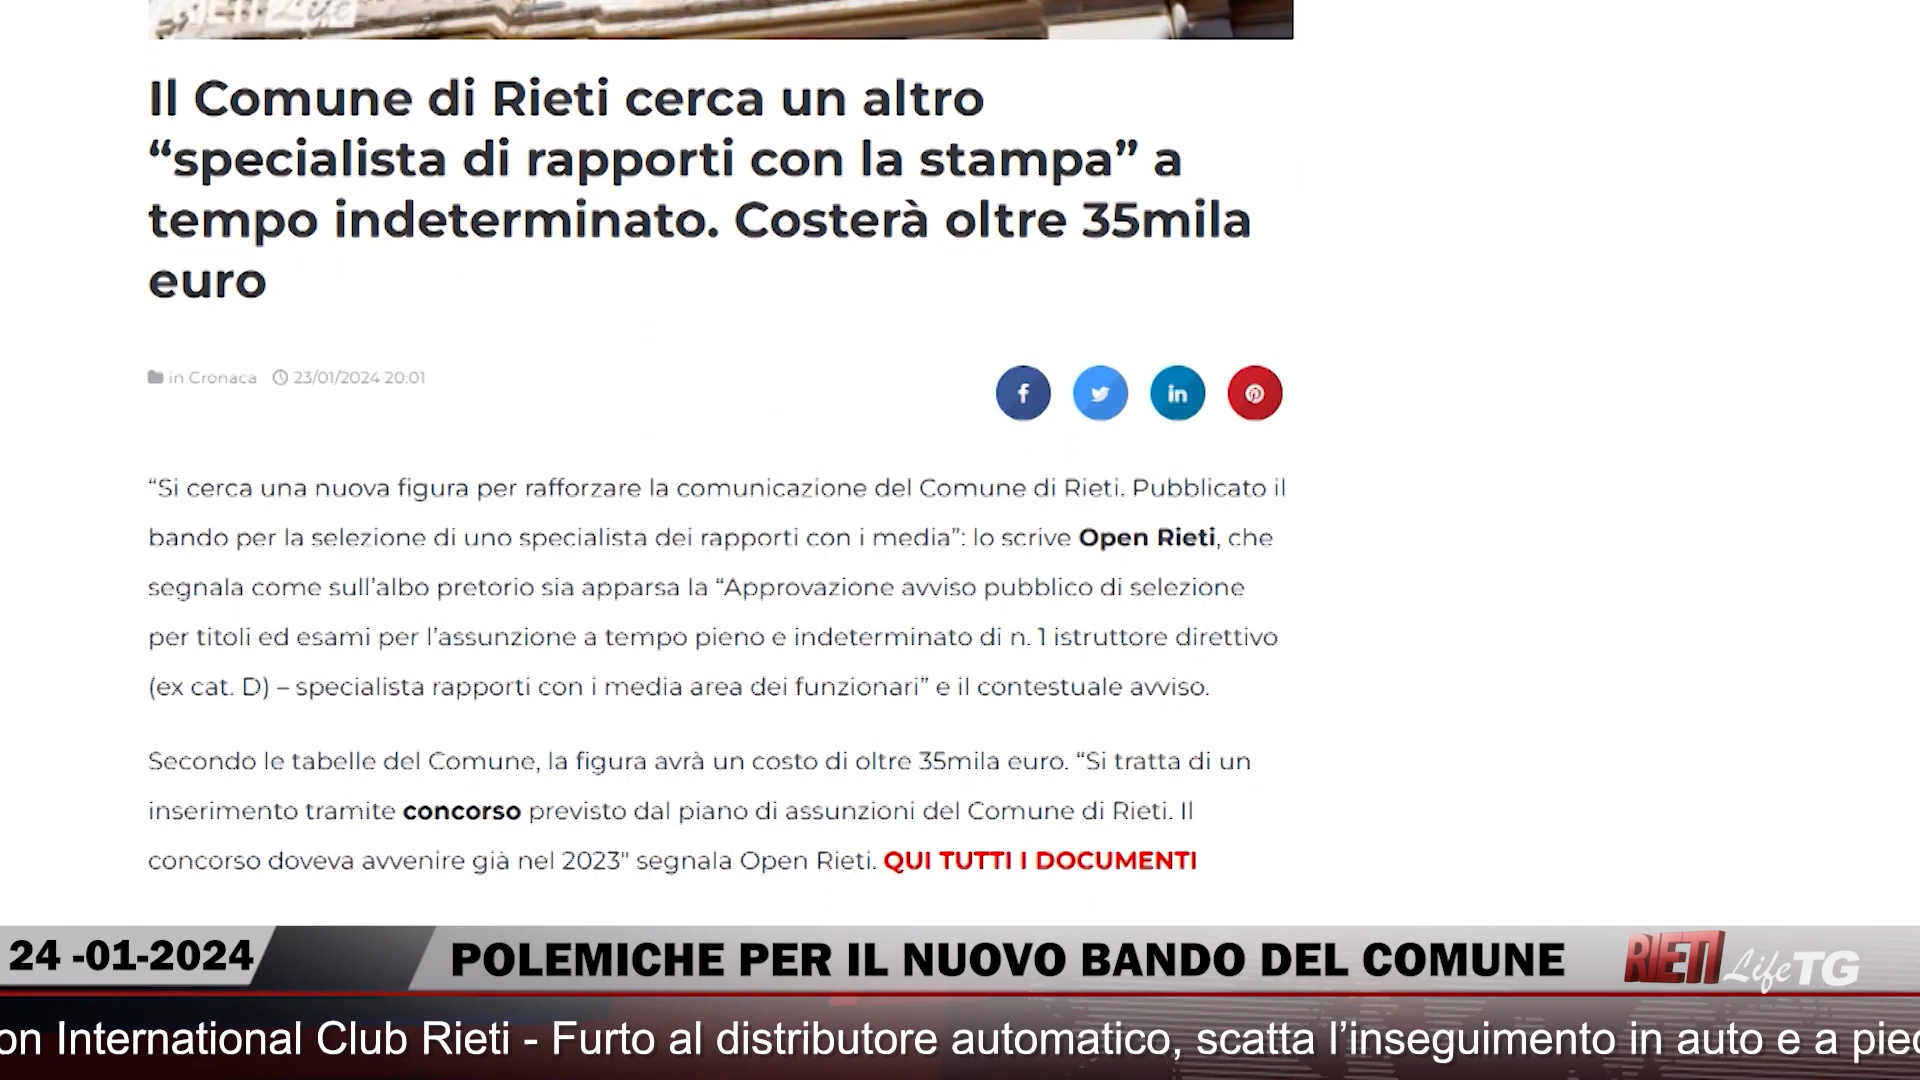 Life
Il Comune di Rieti cerca un altro
“specialista di rapporti con la stampa” a
tempo indeterminato. Costerà oltre 35mila
euro
in Cronaca 23/01/2024 20:01
“Si cerca una nuova figura per rafforzare la comunicazione del Comune di Rieti. Pubblicato il
bando per la selezione di uno specialista dei rapporti con i media”: lo scrive Open Rieti, che
segnala come sull’albo pretorio sia apparsa la “Approvazione avviso pubblico di selezione
per titoli ed esami per l’assunzione a tempo pieno e indeterminato di n. 1 istruttore direttivo
(ex cat. D) – specialista rapporti con i media area dei funzionari” e il contestuale avviso.
Secondo le tabelle del Comune, la figura avrà un costo di oltre 35mila euro. “Si tratta di un
inserimento tramite concorso previsto dal piano di assunzioni del Comune di Rieti. Il
concorso doveva avvenire già nel 2023" segnala Open Rieti. QUI TUTTI I DOCUMENTI
24 -01-2024
POLEMICHE PER IL NUOVO BANDO DEL COMUNE
RIETI Life TG
on International Club Rieti - Furto al distributore automatico, scatta l’inseguimento in auto e a pied